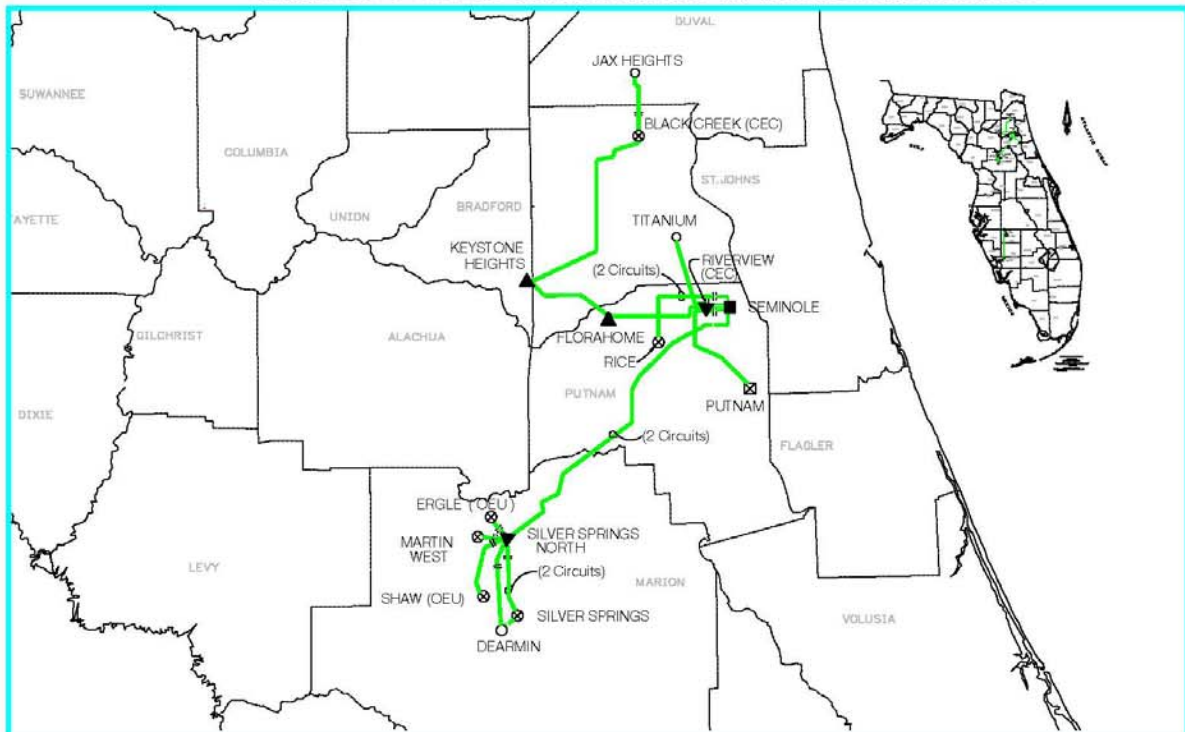 DUVAL
JAX HEIGHTS
SUWANNEE
BLACK CREEK (CEC)
COLUMBIA
ST.JOHNS
AYETTE
UNION
BRADFORD
TITANIUM
KEYSTONE
HEIGHTS
(2 Circuits)
RIVERVIEW
(CEC)
SEMINOLE
FLORAHOME
GILCHRIST
ALACHUA
RICE
PUTNAM
PUTNAM
DIXIE
(2 Circuits)
FLAGLER
ERGLE (OEU)
MARTIN
WEST
SILVER SPRINGS
NORTH
LEVY
(2 Circuits)
MARION
SHAW (OEU)
SILVER SPRINGS
VOLUSIA
DEARMIN
ATLANTIC OCEAN